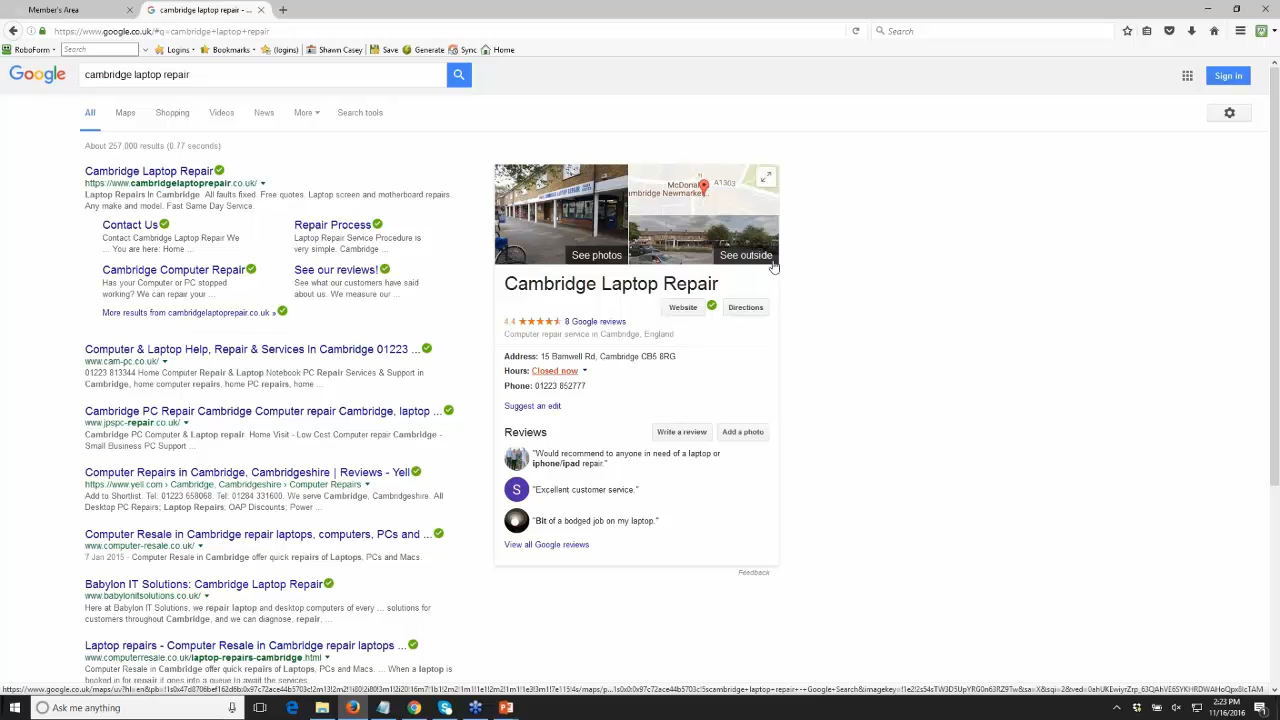 Member's Area
cambridge laptop repair -
https://www.google.co.uk/#q=cambridge+laptop+repair
Search
RoboForm
Search
Logins
Bookmarks
(logins)
Shawn Casey
Save
Generate
Sync
Home
Google
cambridge laptop repair
Sign in
All
Maps
Shopping
Videos
News
More
Search tools
About 257,000 results (0.77 seconds)
Cambridge Laptop Repair
https://www.cambridgelaptoprepair.co.uk/
Laptop Repairs In Cambridge. All faults fixed. Free quotes. Laptop screen and motherboard repairs.
Any make and model. Fast Same Day Service.
Contact Us
Contact Cambridge Laptop Repair We
... You are here: Home ...
Repair Process
Laptop Repair Service Procedure is
very simple. Cambridge ...
Cambridge Computer Repair
Has your Computer or PC stopped
working? We can repair your ...
See our reviews!
See what our customers have said
about us. We measure our ...
More results from cambridgelaptoprepair.co.uk »
Computer & Laptop Help, Repair & Services In Cambridge 01223 ...
www.cam-pc.co.uk/
01223 813344 Home Computer Repair & Laptop Notebook PC Repair Services & Support in
Cambridge, home computer repairs, home PC repairs, home ...
Cambridge PC Repair Cambridge Computer repair Cambridge, laptop ...
www.jpspc-repair.co.uk/
Cambridge PC Computer & Laptop repair. Home Visit - Low Cost Computer repair Cambridge -
Small Business PC Support ...
Computer Repairs in Cambridge, Cambridgeshire | Reviews - Yell
https://www.yell.com › Cambridge, Cambridgeshire › Computer Repairs
Add to Shortlist. Tel: 01223 658068. Tel: 01284 331600. We serve Cambridge, Cambridgeshire. All
Desktop PC Repairs; Laptop Repairs; OAP Discounts; Power ...
Computer Resale in Cambridge repair laptops, computers, PCs and ...
www.computer-resale.co.uk/
7 Jan 2015 - Computer Resale in Cambridge offer quick repairs of Laptops, PCs and Macs.
Babylon IT Solutions: Cambridge Laptop Repair
www.babylonitsolutions.co.uk/
Here at Babylon IT Solutions, we repair laptop and desktop computers of every ... solutions for
customers throughout Cambridge, and we can diagnose, repair, ...
Laptop repairs - Computer Resale in Cambridge repair laptops ...
www.computerresale.co.uk/laptop-repairs-cambridge.html
Computer Resale in Cambridge offer quick repairs of Laptops, PCs and Macs. ... When a laptop is
booked in for repair it goes into a queue to await the services.
McDonal
A1303
mbridge Newmarket...
See photos
See outside
Cambridge Laptop Repair
Website
Directions
4.4
8 Google reviews
Computer repair service in Cambridge, England
Address: 15 Barnwell Rd, Cambridge CB5 8RG
Hours: Closed now
Phone: 01223 852777
Suggest an edit
Reviews
Write a review
Add a photo
"Would recommend to anyone in need of a laptop or
iphone/ipad repair."
S
"Excellent customer service."
"Bit of a bodged job on my laptop."
View all Google reviews
Feedback
Ask me anything
2:23 PM
11/16/2016